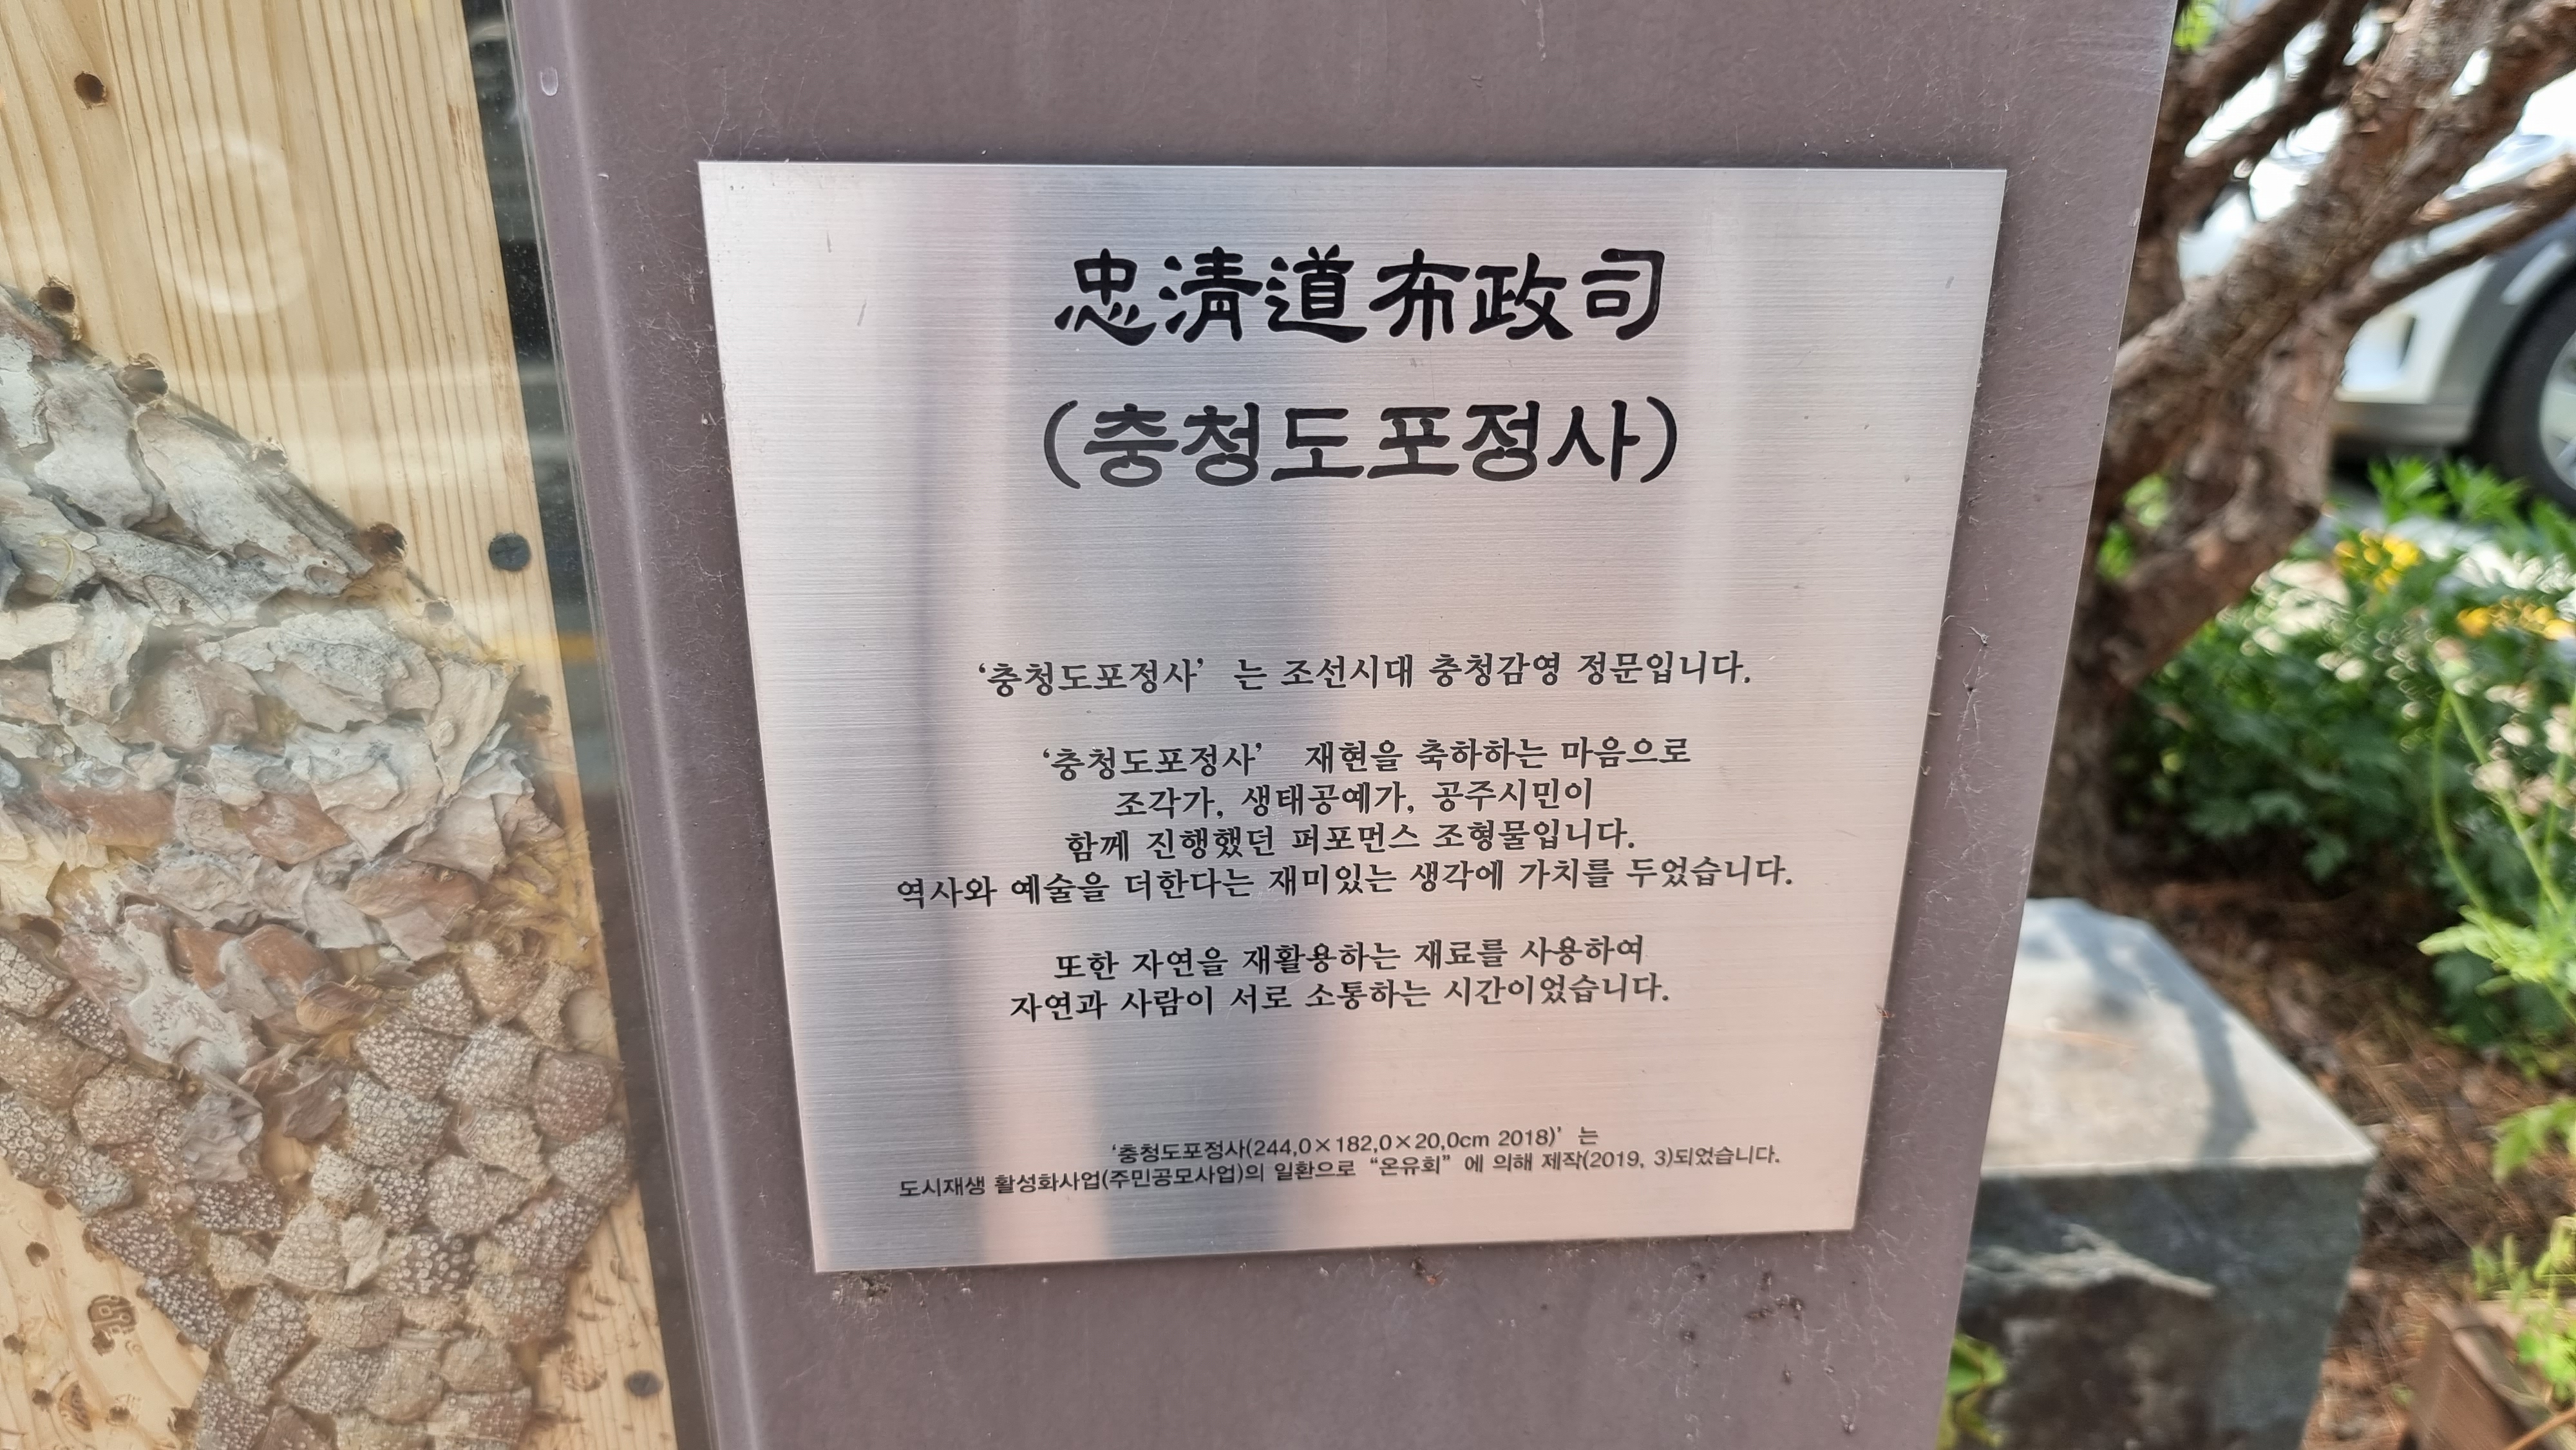 忠淸道布政司
(충청도포정사)
‘충청도포정사’ 는 조선시대 충청감영 정문입니다.
‘충청도포정사’ 재현을 축하하는 마음으로
조각가, 생태공예가, 공주시민이
함께 진행했던 퍼포먼스 조형물입니다.
역사와 예술을 더한다는 재미있는 생각에 가치를 두었습니다.
또한 자연을 재활용하는 재료를 사용하여
자연과 사람이 서로 소통하는 시간이었습니다.
‘충청도포정사(244,0×182,0×20,0cm 2018)’ 는
도시재생 활성화사업(주민공모사업)의 일환으로 “온유회” 에 의해 제작(2019, 3)되었습니다.